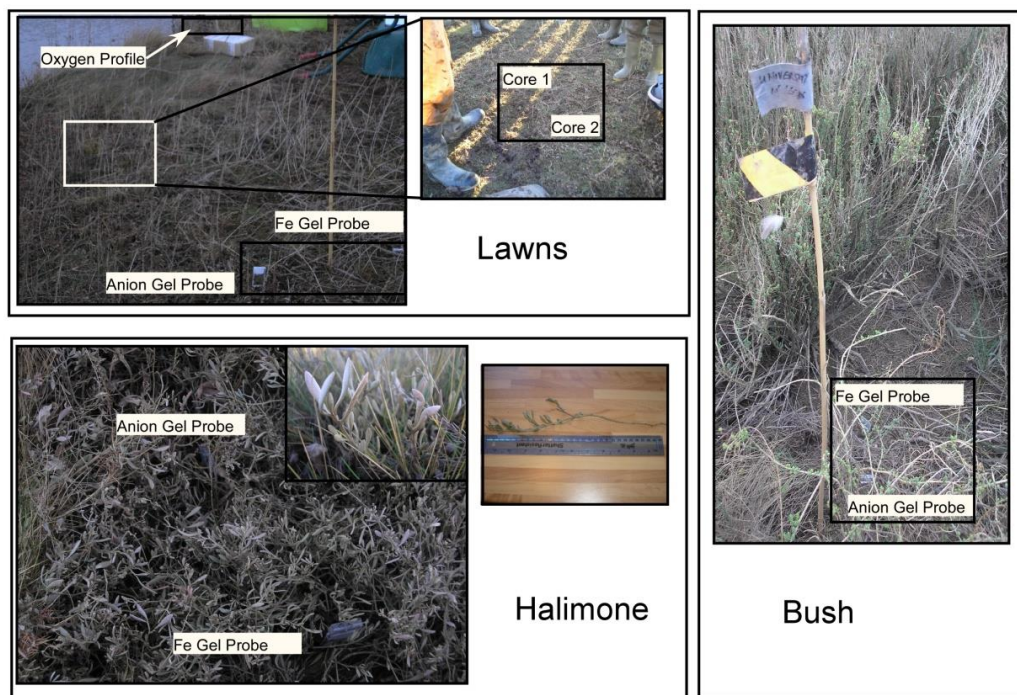 Oxygen Profile
Core 1
Core 2
Fe Gel Probe
Anion Gel Probe
Lawns
UNIVERSITY
Anion Gel Probe
Fe Gel Probe
Halimone
Fe Gel Probe
Anion Gel Probe
Bush